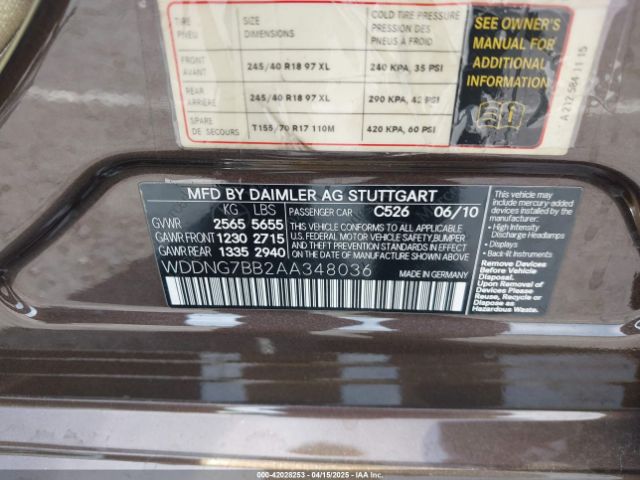 TIRE SIZE COLD TIRE PRESSURE
PNEU DIMENSIONS PRESSION DES
PNEUS À FROID
FRONT
AVANT 245/40 R18 97 XL 240 KPA, 35 PSI
REAR
ARRIÈRE 245/40 R18 97 XL 290 KPA, 42 PSI
SPARE
DE SECOURS T155/70 R17 110M 420 KPA, 60 PSI
SEE OWNER'S
MANUAL FOR
ADDITIONAL
INFORMATION
A 212 584 11 15
MFD BY DAIMLER AG STUTTGART
KG LBS PASSENGER CAR C526 06/10
GVWR 2565 5655
GAWR FRONT 1230 2715
GAWR REAR 1335 2940
THIS VEHICLE CONFORMS TO ALL APPLICABLE
U.S. FEDERAL MOTOR VEHICLE SAFETY, BUMPER
AND THEFT PREVENTION STANDARDS IN EFFECT
ON THE DATE OF MANUFACTURE SHOWN ABOVE.
WDDNG7BB2AA348036 MADE IN GERMANY
This vehicle may
include mercury-added
devices installed by
the manufacturer:
• High Intensity
Discharge Headlamps
• Displays
• Back-lit Instruments
Remove Devices
Before Vehicle
Disposal
Upon Removal of
Devices Please
Reuse, Recycle or
Dispose as
Hazardous Waste.
000-42028253 - 04/15/2025 - IAAI.COM